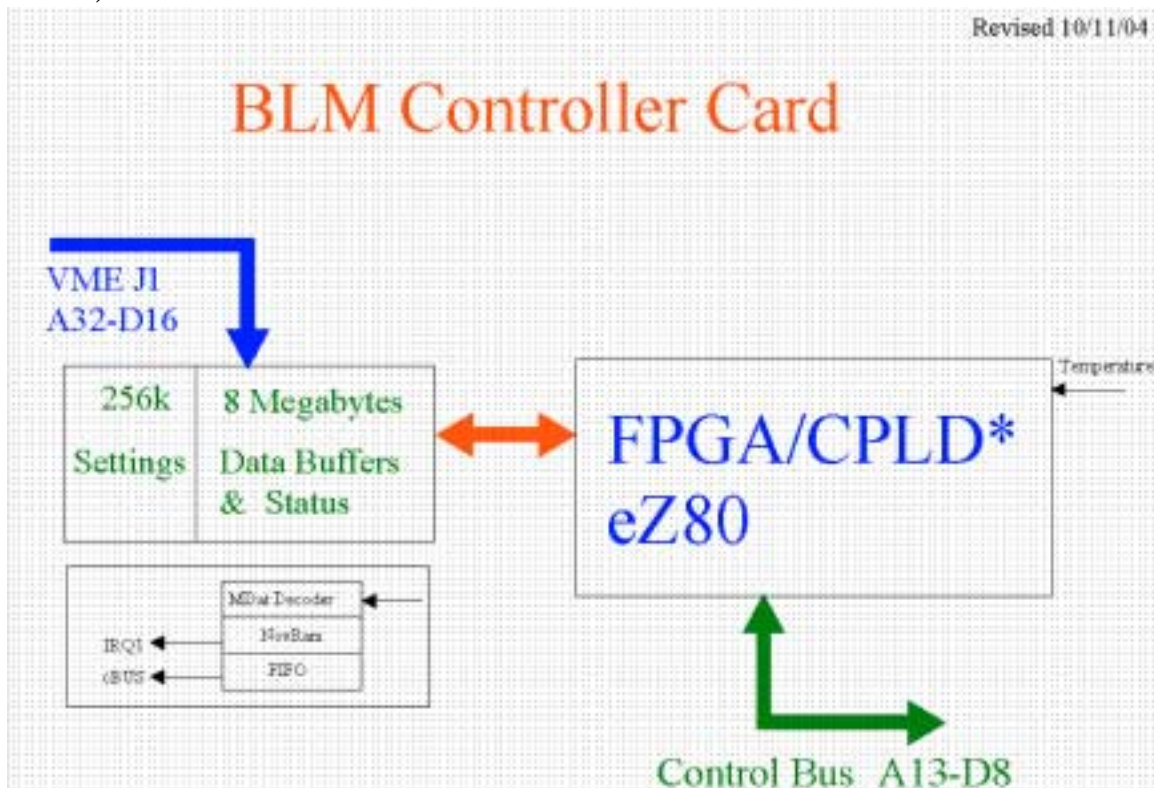 Revised 10/11/04
BLM Controller Card
VME J1
A32-D16
256k
Settings
8 Megabytes
Data Buffers
& Status
Temperature
FPGA/CPLD*
eZ80
MDat Decoder
NovRam
FIFO
IRQ1
cBUS
Control Bus A13-D8